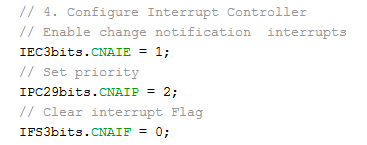 // 4. Configure Interrupt Controller
// Enable change notification  interrupts
IEC3bits.CNAIE = 1;
// Set priority
IPC29bits.CNAIP = 2;
// Clear interrupt Flag
IFS3bits.CNAIF = 0;